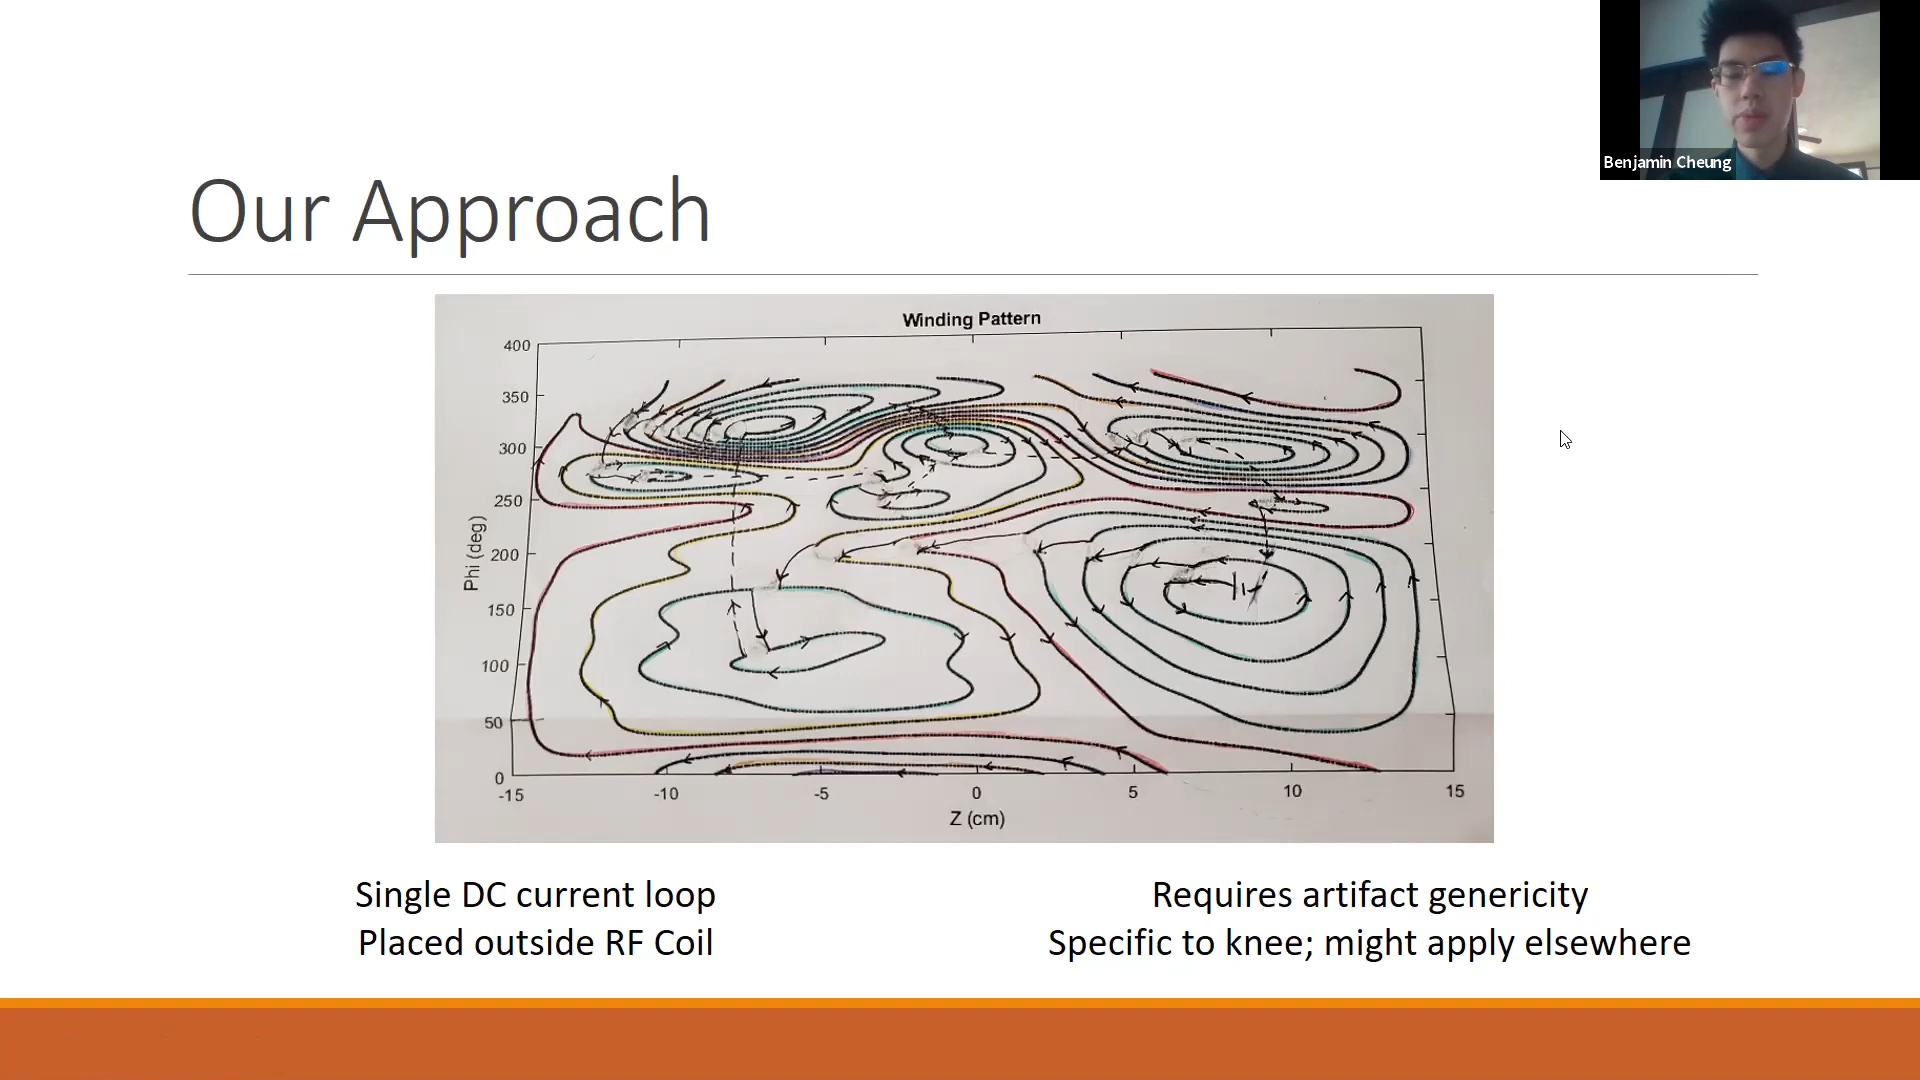 Benjamin Cheung
Our Approach
Winding Pattern
400
350
300
250
200
150
100
50
0
Phi (deg)
-15
-10
-5
0
5
10
15
Z (cm)
Single DC current loop
Placed outside RF Coil
Requires artifact genericity
Specific to knee; might apply elsewhere